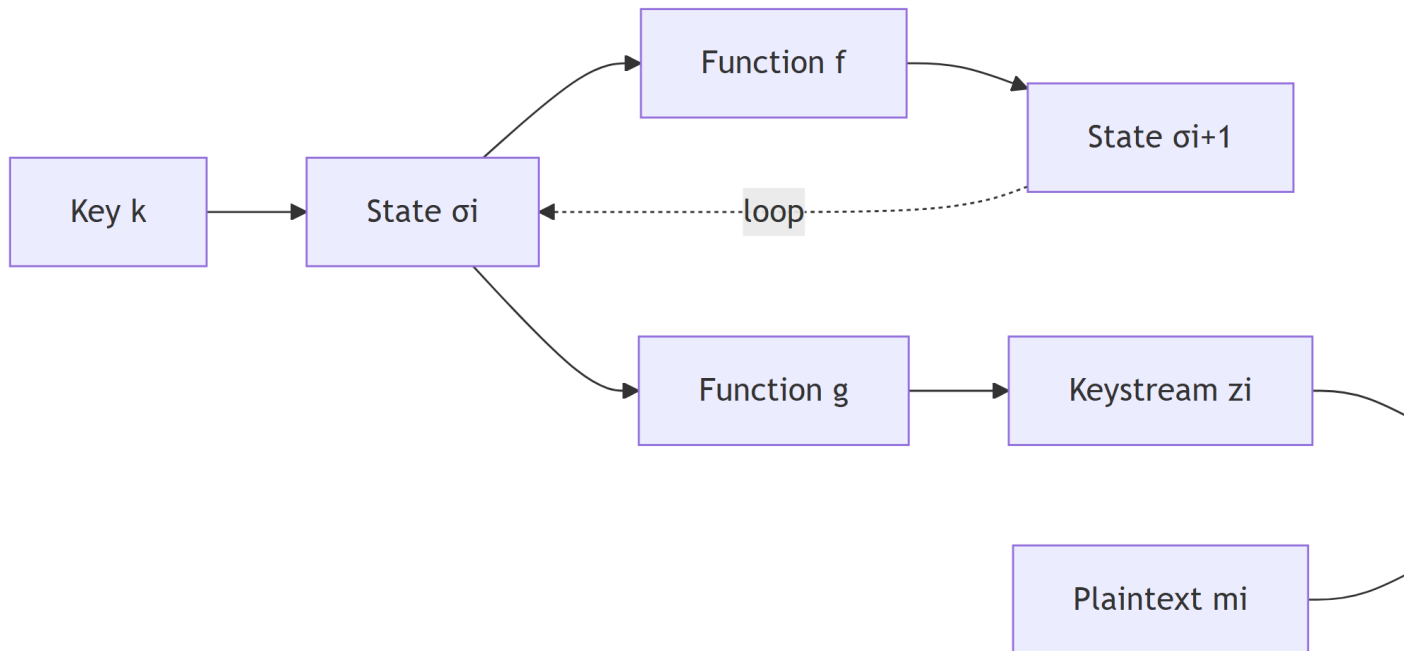 Function f
State σi+1
Key k
State σi
loop
Function g
Keystream zi
Plaintext mi